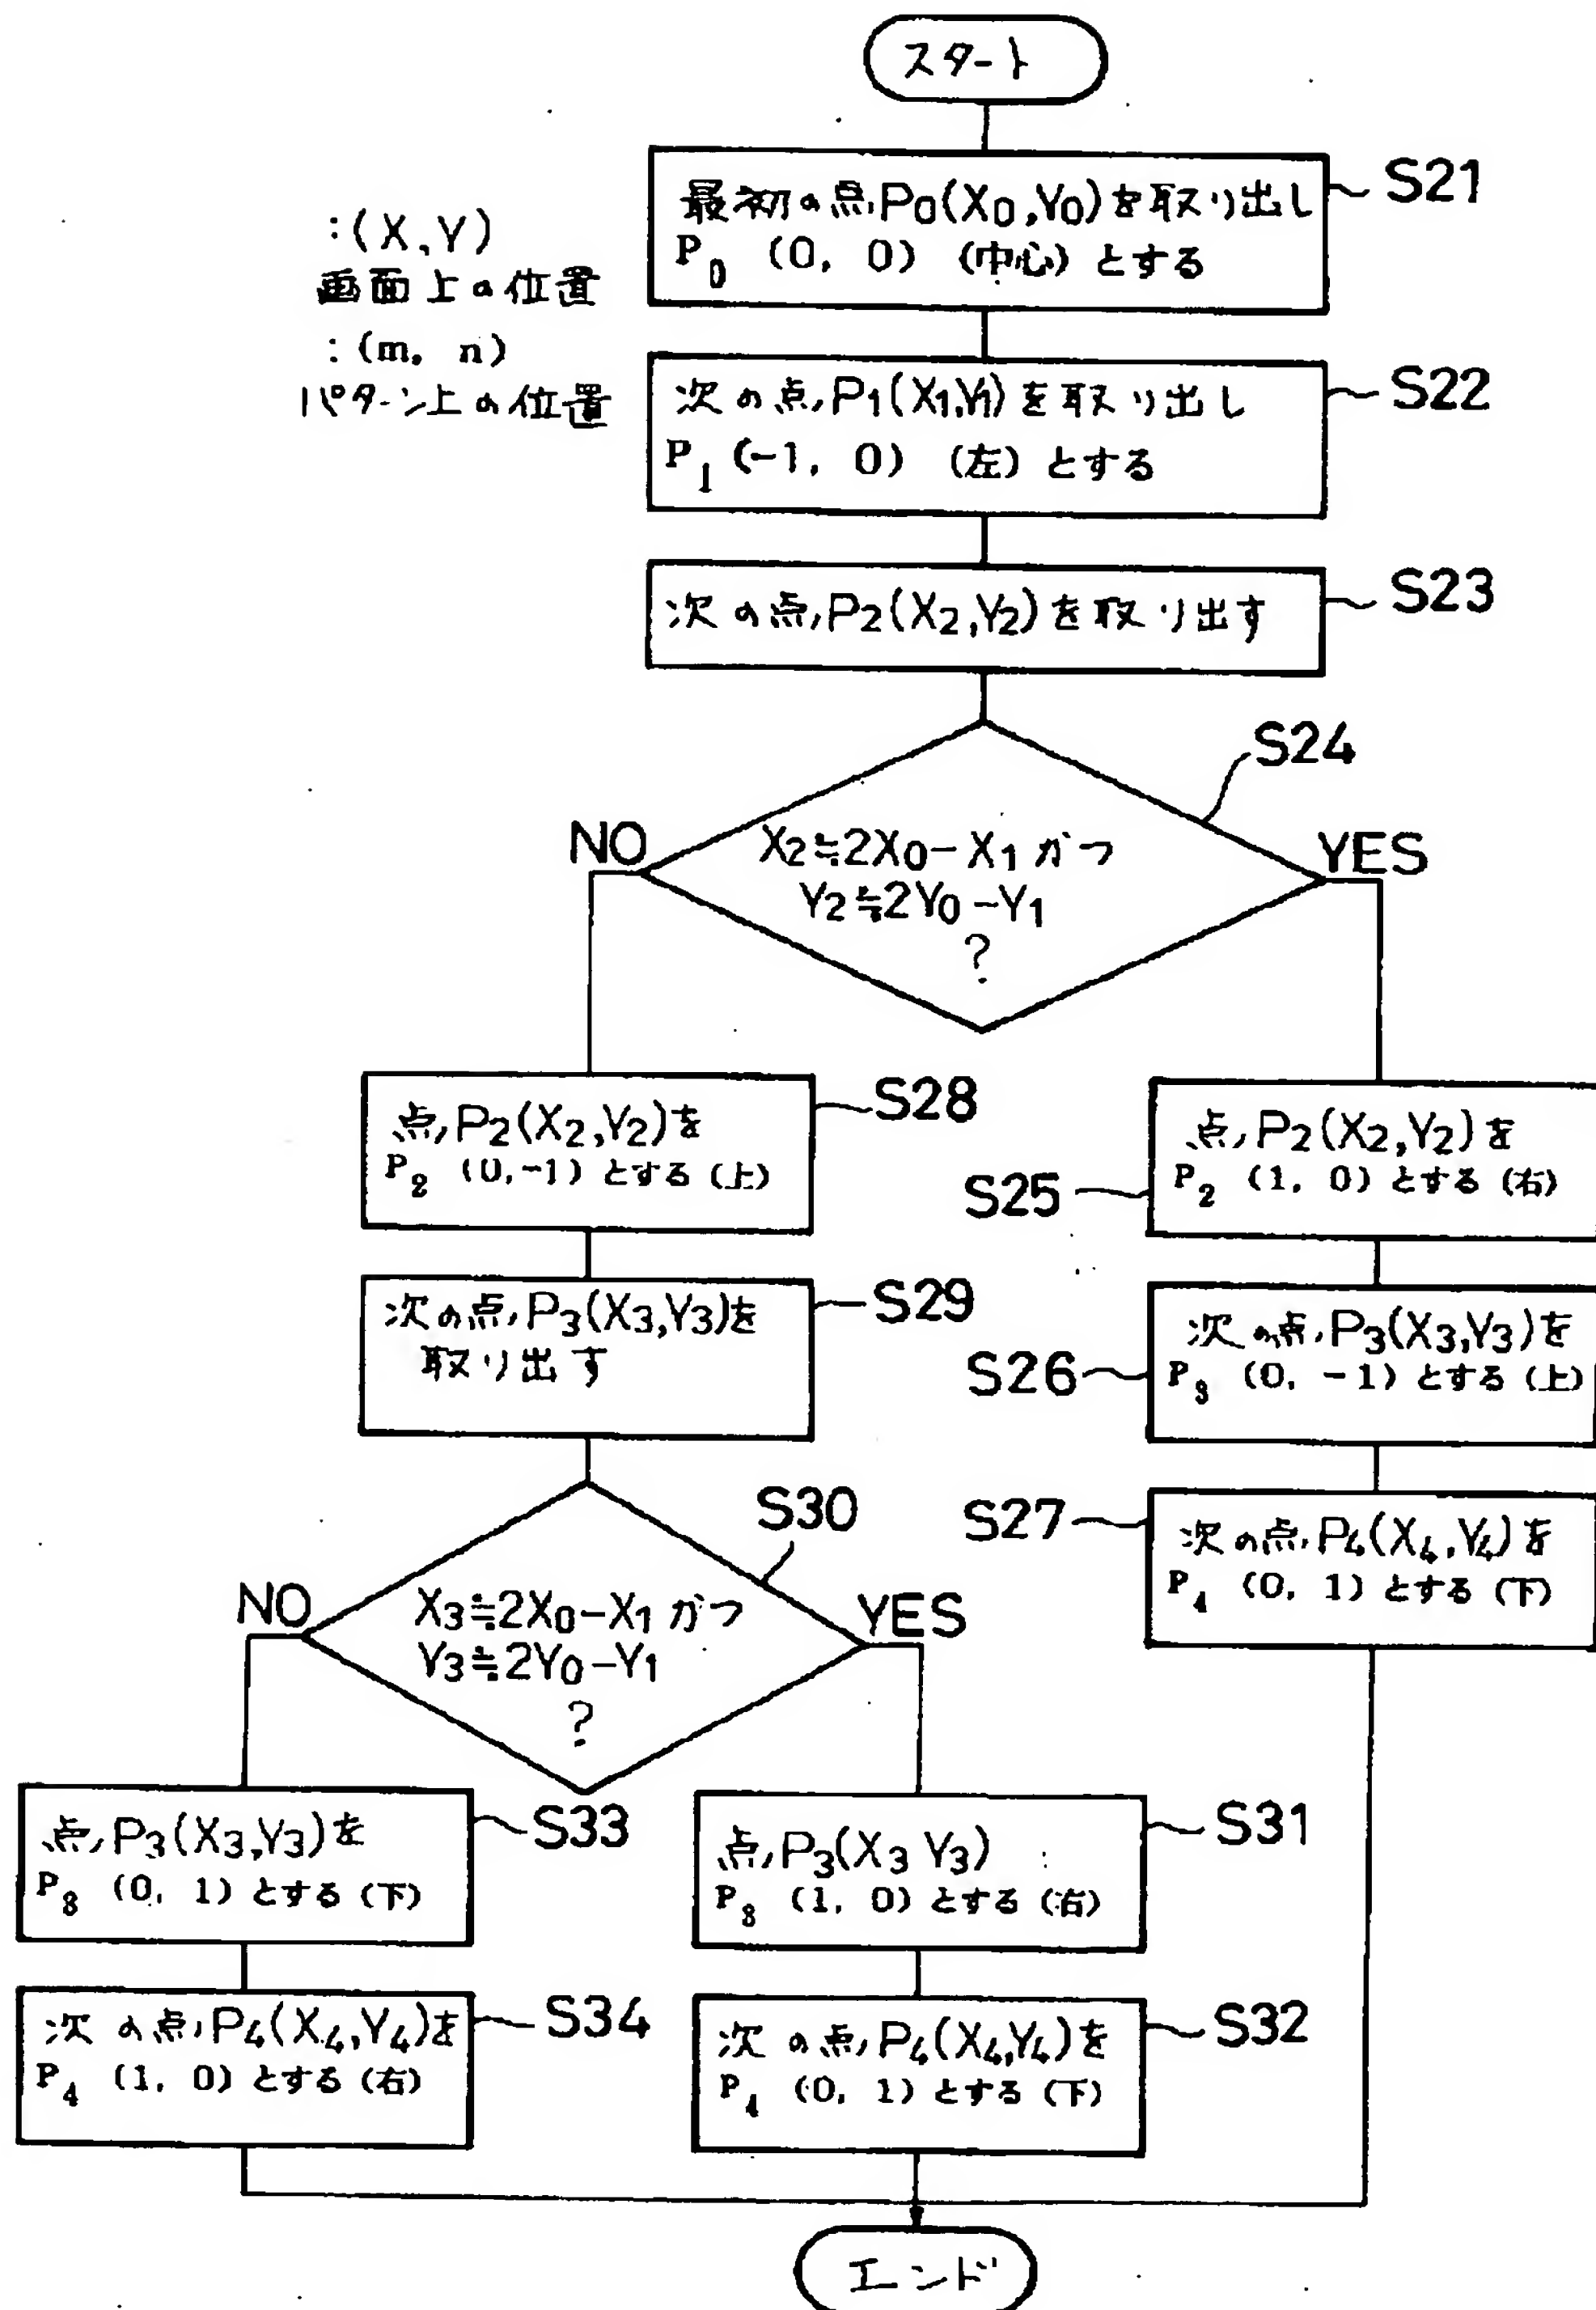 スタート
最初の点P0(X0,Y0)を取り出し
P0 (0, 0) (中心) とする
S21
:(X,Y)
画面上の位置
:(m, n)
パターン上の位置
次の点P1(X1,Y1)を取り出し
P1 (-1, 0) (左) とする
S22
次の点P2(X2,Y2)を取り出す
S23
S24
NO
X2≒2X0-X1 かつ
Y2≒2Y0-Y1
?
YES
点P2(X2,Y2)を
P2 (0,-1) とする (上)
S28
点P2(X2,Y2)を
P2 (1, 0) とする (右)
S25
次の点P3(X3,Y3)を
取り出す
S29
次の点P3(X3,Y3)を
P3 (0, -1) とする (上)
S26
S30
NO
X3≒2X0-X1 かつ
Y3≒2Y0-Y1
?
YES
S27
次の点P4(X4,Y4)を
P4 (0, 1) とする (下)
点P3(X3,Y3)を
P3 (0, 1) とする (下)
S33
点P3(X3 Y3)
P3 (1, 0) とする (右)
S31
次の点P4(X4,Y4)を
P4 (1, 0) とする (右)
S34
次の点P4(X4,Y4)を
P4 (0, 1) とする (下)
S32
エンド